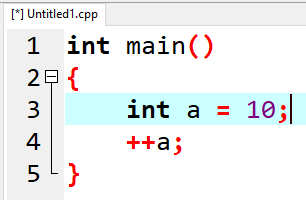 [*] Untitled1.cpp
1 int main()
2 {
3     int a = 10;
4     ++a;
5 }